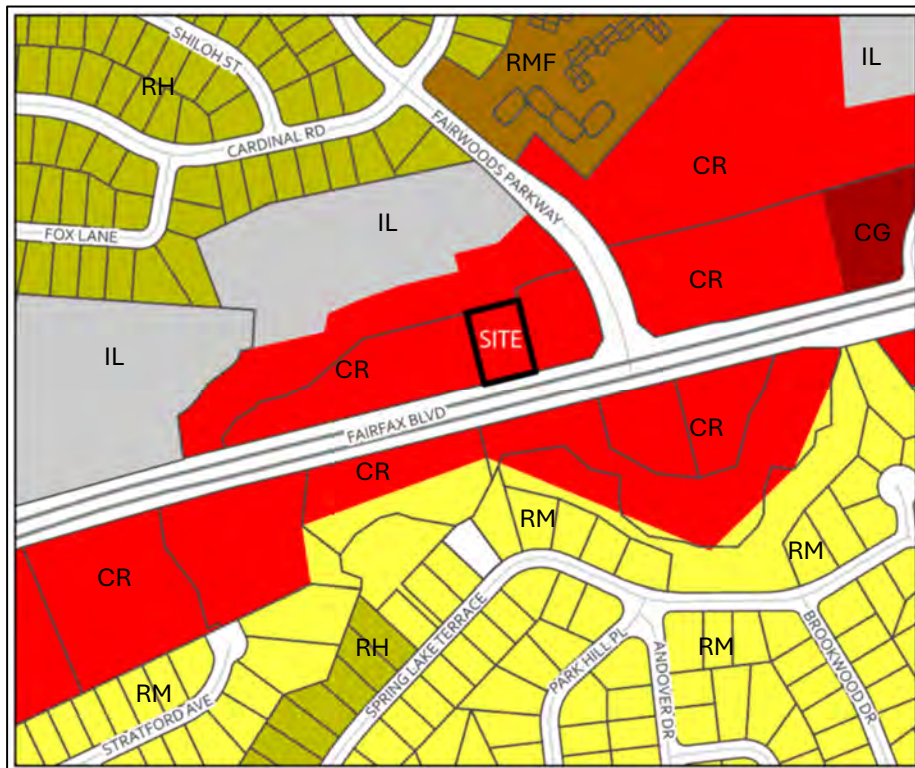 SHILOH ST
RMF
IL
RH
CARDINAL RD
FAIRWOODS PARKWAY
CR
IL
FOX LANE
CG
CR
SITE
IL
CR
FAIRFAX BLVD
CR
CR
RM
RM
CR
SPRING LAKE TERRACE
RH
RM
PARK HILL PL
ANDOVER DR
BROOKWOOD DR
RM
STRATFORD AVE